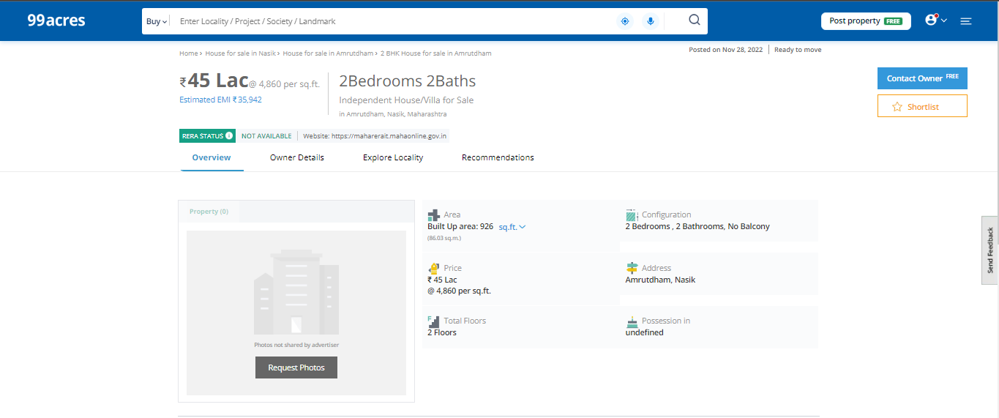 99acres
Buy
Enter Locality / Project / Society / Landmark
Post property FREE
Home › House for sale in Nasik › House for sale in Amrutdham › 2 BHK House for sale in Amrutdham
Posted on Nov 28, 2022 | Ready to move
₹45 Lac@ 4,860 per sq.ft.
Estimated EMI ₹35,942
2Bedrooms 2Baths
Independent House/Villa for Sale
in Amrutdham, Nasik, Maharashtra
Contact Owner FREE
Shortlist
RERA STATUS i NOT AVAILABLE | Website: https://maharerait.mahaonline.gov.in
Overview Owner Details Explore Locality Recommendations
Property (0)
Photos not shared by advertiser
Request Photos
Area
Built Up area: 926 sq.ft.
(86.03 sq.m.)
Configuration
2 Bedrooms , 2 Bathrooms, No Balcony
Price
₹ 45 Lac
@ 4,860 per sq.ft.
Address
Amrutdham, Nasik
F
Total Floors
2 Floors
Possession in
undefined
Send Feedback